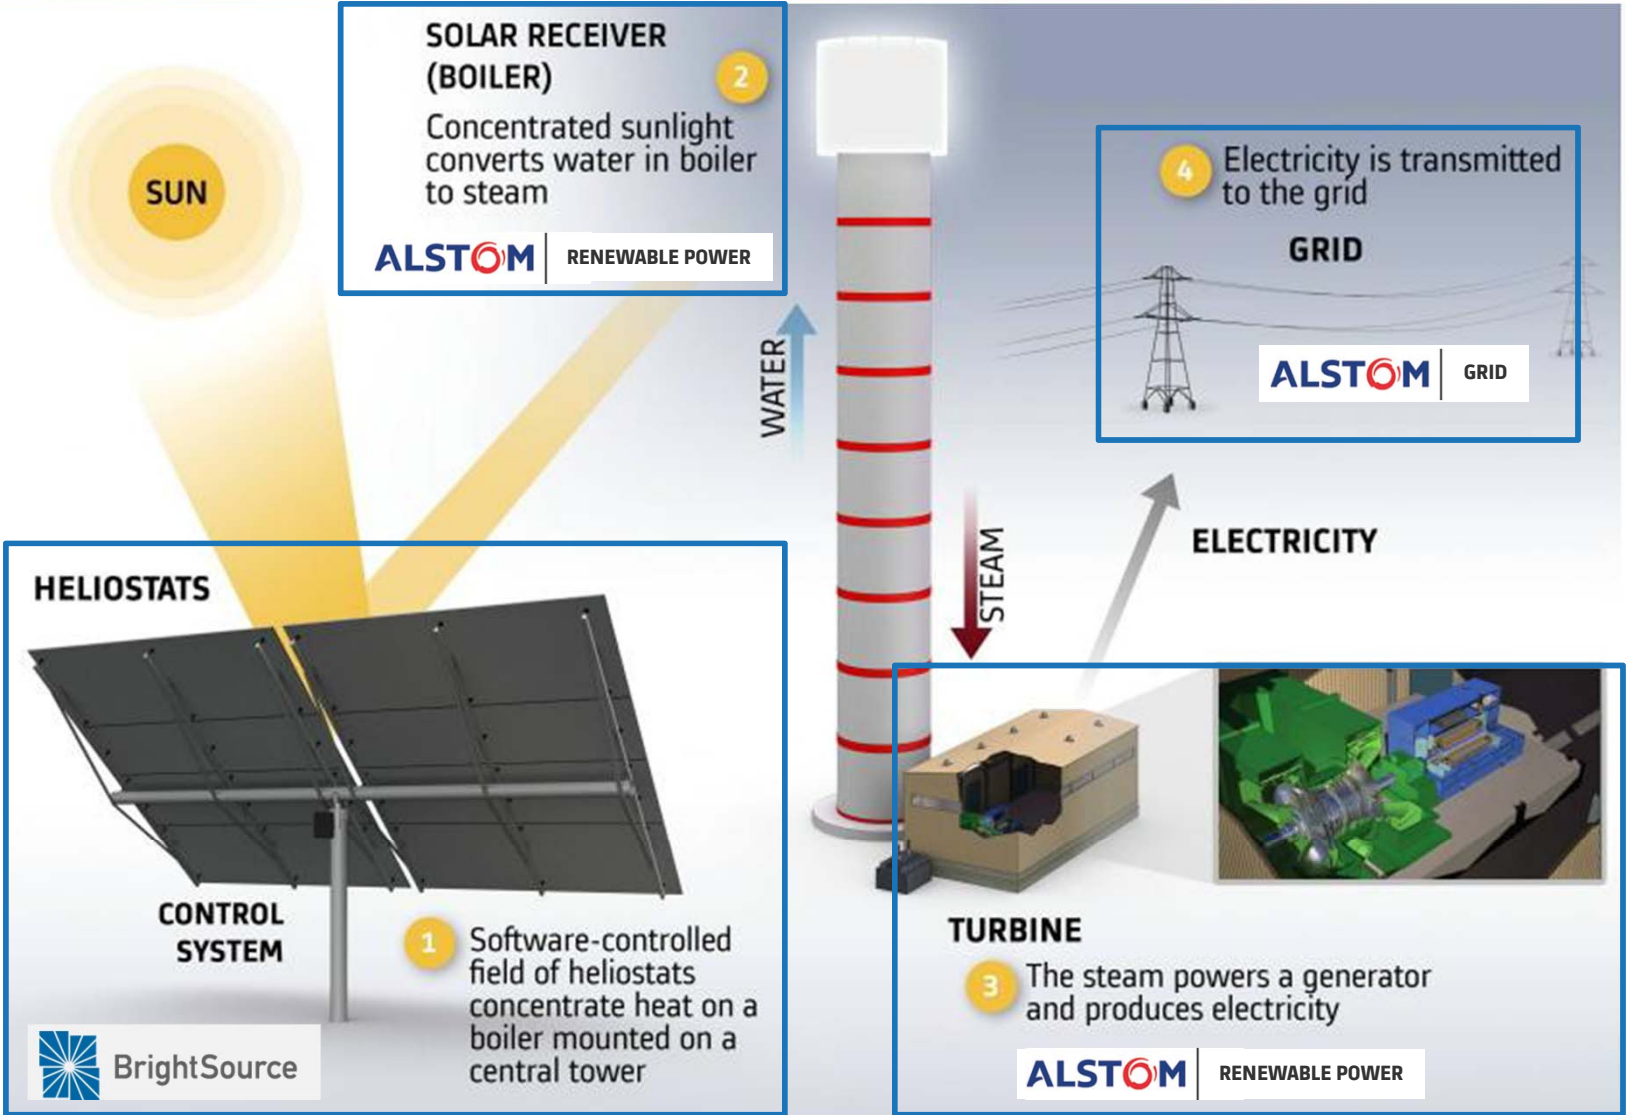 SOLAR RECEIVER
(BOILER)
2
Concentrated sunlight
converts water in boiler
to steam
ALSTOM
RENEWABLE POWER
SUN
4
Electricity is transmitted
to the grid
GRID
ALSTOM
GRID
WATER
STEAM
ELECTRICITY
HELIOSTATS
CONTROL
SYSTEM
1
Software-controlled
field of heliostats
concentrate heat on a
boiler mounted on a
central tower
BrightSource
TURBINE
3
The steam powers a generator
and produces electricity
ALSTOM
RENEWABLE POWER